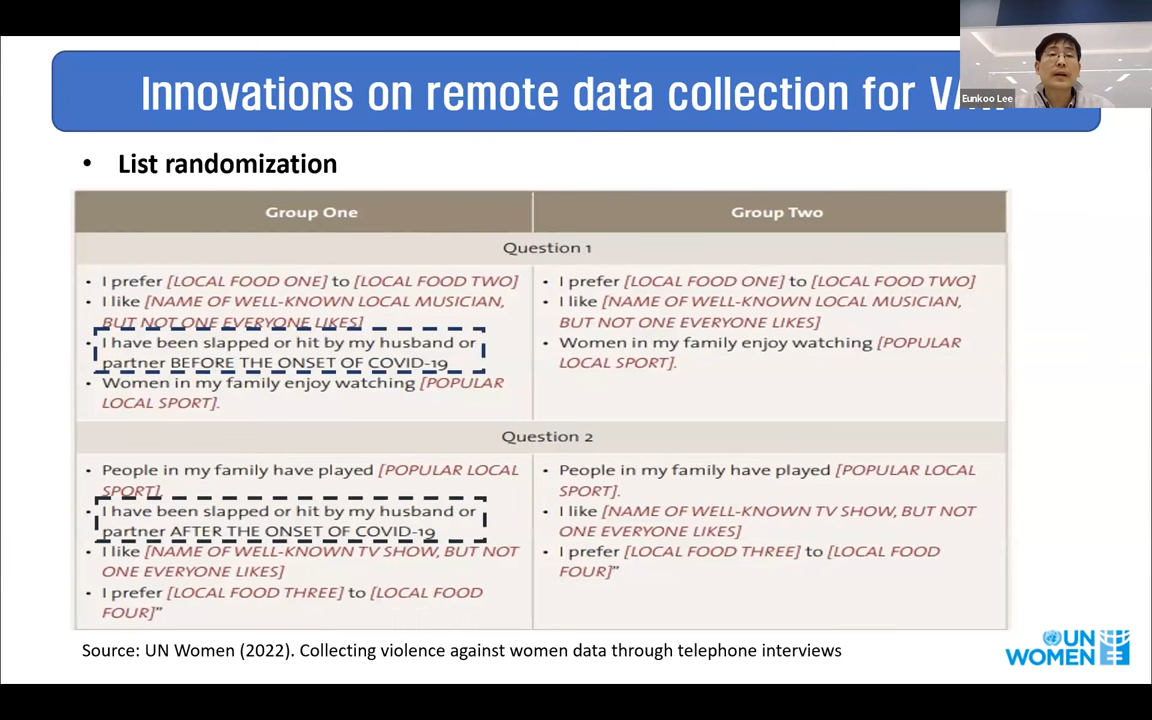 Innovations on remote data collection for
Eunkoo Lee
• List randomization
Group One
Group Two
Question 1
• I prefer [LOCAL FOOD ONE] to [LOCAL FOOD TWO]
• I like [NAME OF WELL-KNOWN LOCAL MUSICIAN,
BUT NOT ONE EVERYONE LIKES]
• I have been slapped or hit by my husband or
partner BEFORE THE ONSET OF COVID-19
• Women in my family enjoy watching [POPULAR
LOCAL SPORT].
• I prefer [LOCAL FOOD ONE] to [LOCAL FOOD TWO]
• I like [NAME OF WELL-KNOWN LOCAL MUSICIAN,
BUT NOT ONE EVERYONE LIKES]
• Women in my family enjoy watching [POPULAR
LOCAL SPORT].
Question 2
• People in my family have played [POPULAR LOCAL
SPORT].
• I have been slapped or hit by my husband or
partner AFTER THE ONSET OF COVID-19
• I like [NAME OF WELL-KNOWN TV SHOW, BUT NOT
ONE EVERYONE LIKES]
• I prefer [LOCAL FOOD THREE] to [LOCAL FOOD
FOUR]”
• People in my family have played [POPULAR LOCAL
SPORT].
• I like [NAME OF WELL-KNOWN TV SHOW, BUT NOT
ONE EVERYONE LIKES]
• I prefer [LOCAL FOOD THREE] to [LOCAL FOOD
FOUR]”
Source: UN Women (2022). Collecting violence against women data through telephone interviews
UN
WOMEN